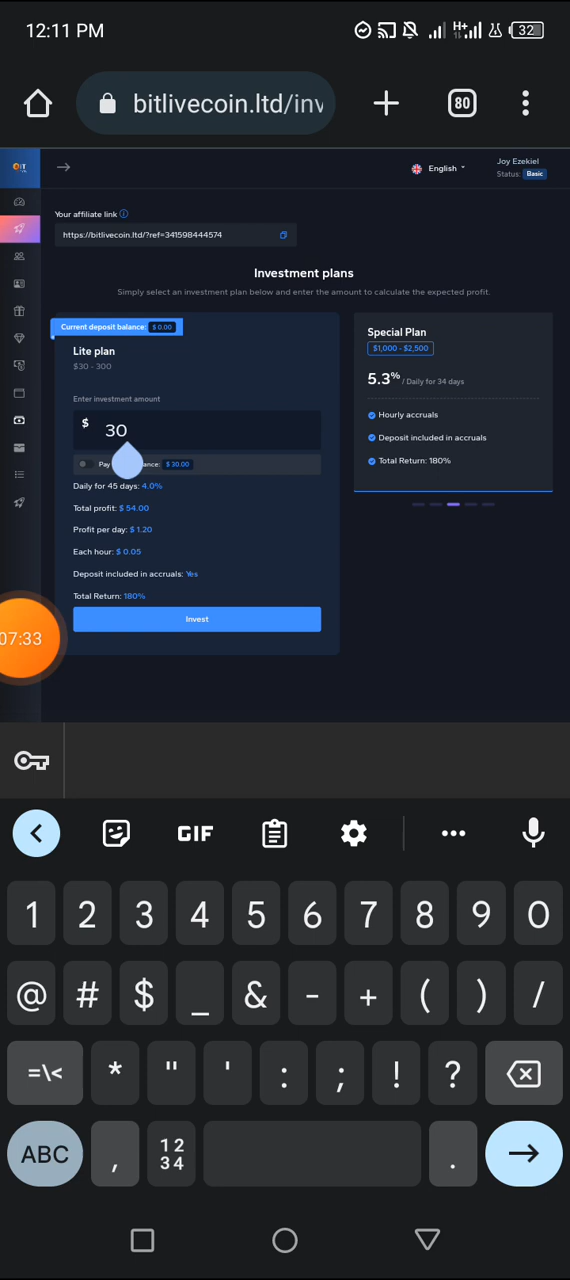 12:11 PM
H+
32
bitlivecoin.ltd/inv
80
English
Joy Ezekiel
Status: Basic
Your affiliate link
https://bitlivecoin.ltd/?ref=341598444574
Investment plans
Simply select an investment plan below and enter the amount to calculate the expected profit.
Current deposit balance: $ 0.00
Lite plan
$30 - 300
Enter investment amount
$ 30
Pay ance: $ 30.00
Daily for 45 days: 4.0%
Total profit: $ 54.00
Profit per day: $ 1.20
Each hour: $ 0.05
Deposit included in accruals: Yes
Total Return: 180%
Invest
Special Plan
$1,000 - $2,500
5.3% / Daily for 34 days
Hourly accruals
Deposit included in accruals
Total Return: 180%
07:33
GIF
1 2 3 4 5 6 7 8 9 0
@ # $ _ & - + ( ) /
=\< * " ' : ; ! ?
ABC , 12 34 .